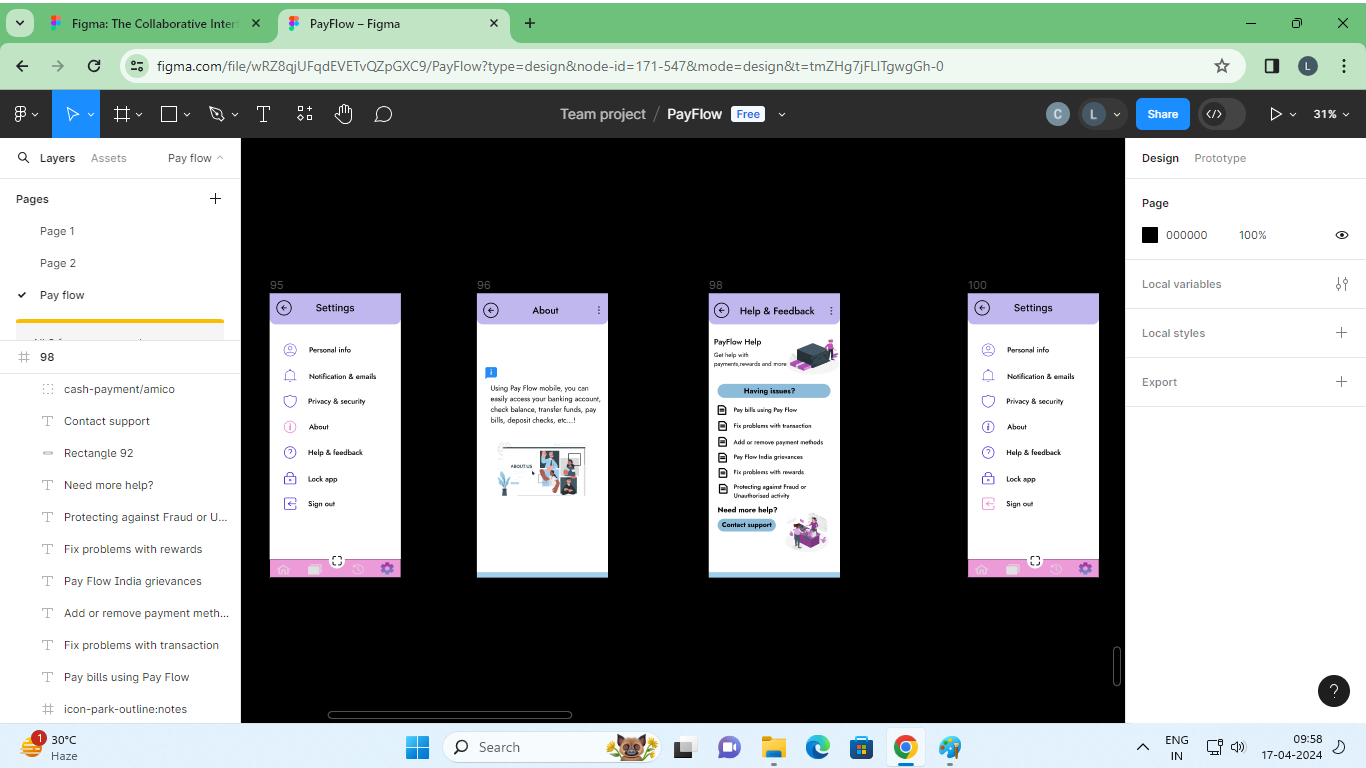 Figma: The Collaborative Inter
PayFlow – Figma
figma.com/file/wRZ8qjUFqdEVETvQZpGXC9/PayFlow?type=design&node-id=171-547&mode=design&t=tmZHg7jFLITgwgGh-0
L
Team project / PayFlow Free
C
L
Share
31%
Layers
Assets
Pay flow
Pages
Page 1
Page 2
Pay flow
98
cash-payment/amico
Contact support
Rectangle 92
Need more help?
Protecting against Fraud or U...
Fix problems with rewards
Pay Flow India grievances
Add or remove payment meth...
Fix problems with transaction
Pay bills using Pay Flow
icon-park-outline:notes
95
Settings
Personal info
Notification & emails
Privacy & security
About
Help & feedback
Lock app
Sign out
96
About
Using Pay Flow mobile, you can
easily access your banking account,
check balance, transfer funds, pay
bills, deposit checks, etc...!
ABOUT US
98
Help & Feedback
PayFlow Help
Get help with
payments,rewards and more
Having issues?
Pay bills using Pay Flow
Fix problems with transaction
Add or remove payment methods
Pay Flow India grievances
Fix problems with rewards
Protecting against Fraud or
Unauthorised activity
Need more help?
Contact support
100
Settings
Personal info
Notification & emails
Privacy & security
About
Help & feedback
Lock app
Sign out
Design
Prototype
Page
000000
100%
Local variables
Local styles
Export
?
1
30°C
Haze
Search
ENG
IN
09:58
17-04-2024